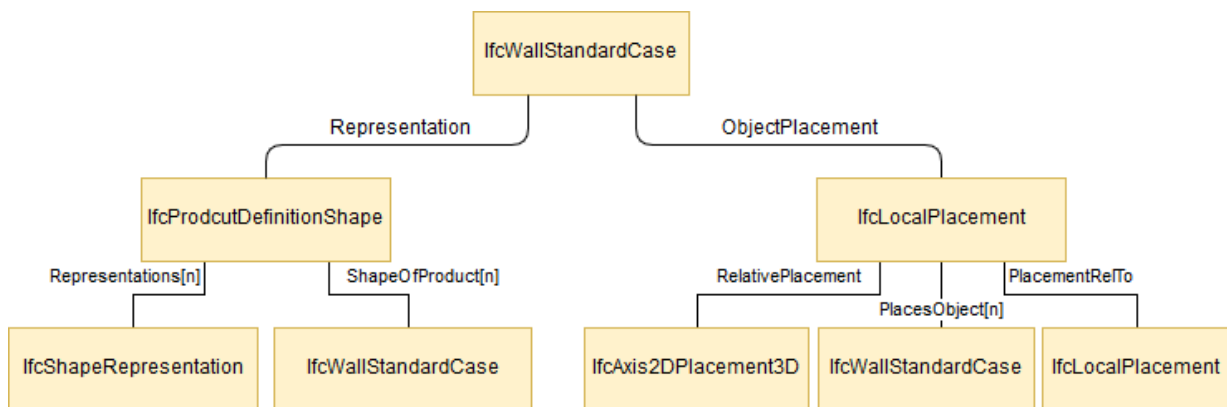 IfcWallStandardCase
Representation
ObjectPlacement
IfcProdcutDefinitionShape
IfcLocalPlacement
Representations[n]
ShapeOfProduct[n]
RelativePlacement
PlacementRelTo
PlacesObject[n]
IfcShapeRepresentation
IfcWallStandardCase
IfcAxis2DPlacement3D
IfcWallStandardCase
IfcLocalPlacement